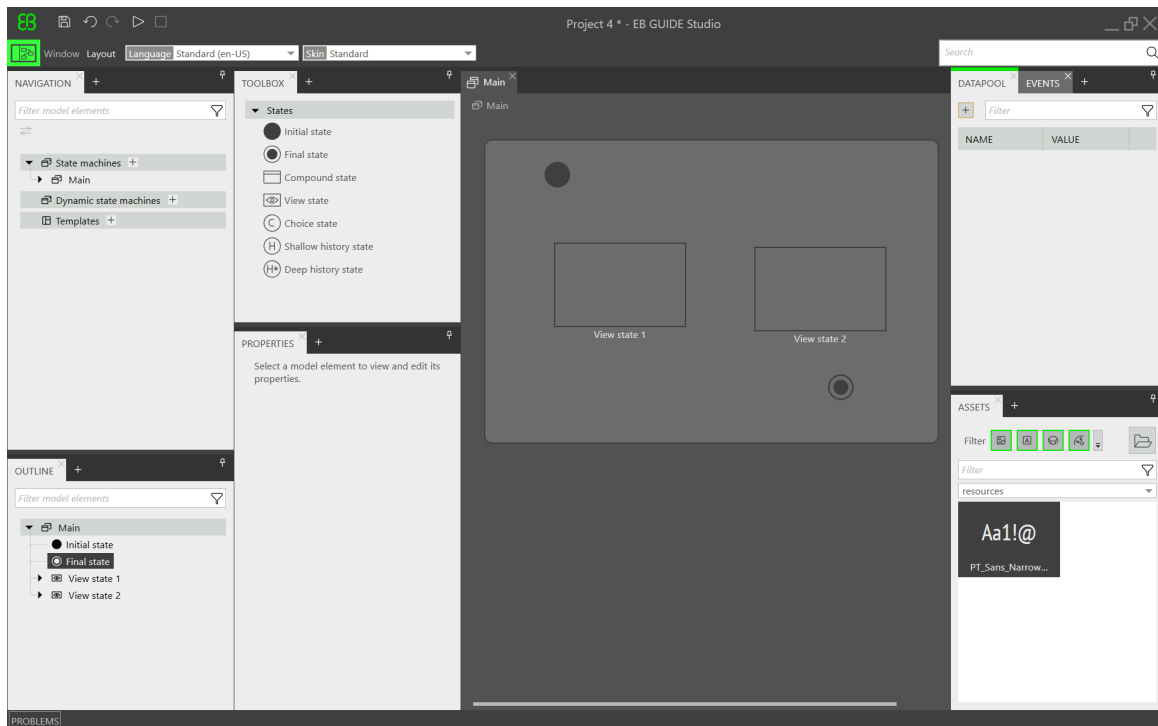 EB
Project 4 * - EB GUIDE Studio
Window Layout Language Standard (en-US) Skin Standard
Search
NAVIGATION
Filter model elements
State machines
Main
Dynamic state machines
Templates
OUTLINE
Filter model elements
Main
Initial state
Final state
View state 1
View state 2
TOOLBOX
States
Initial state
Final state
Compound state
View state
C Choice state
H Shallow history state
H* Deep history state
PROPERTIES
Select a model element to view and edit its
properties.
Main
Main
View state 1
View state 2
DATAPOOL EVENTS
Filter
NAME VALUE
ASSETS
Filter A
Filter
resources
Aa1!@
PT_Sans_Narrow...
PROBLEMS